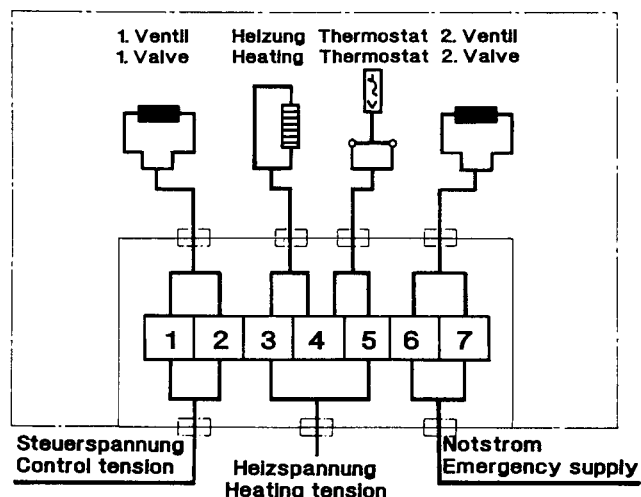 1. Ventil Heizung Thermostat 2. Ventil
1. Valve Heating Thermostat 2. Valve
1 2 3 4 5 6 7
Steuerspannung
Control tension
Heizspannung
Heating tension
Notstrom
Emergency supply